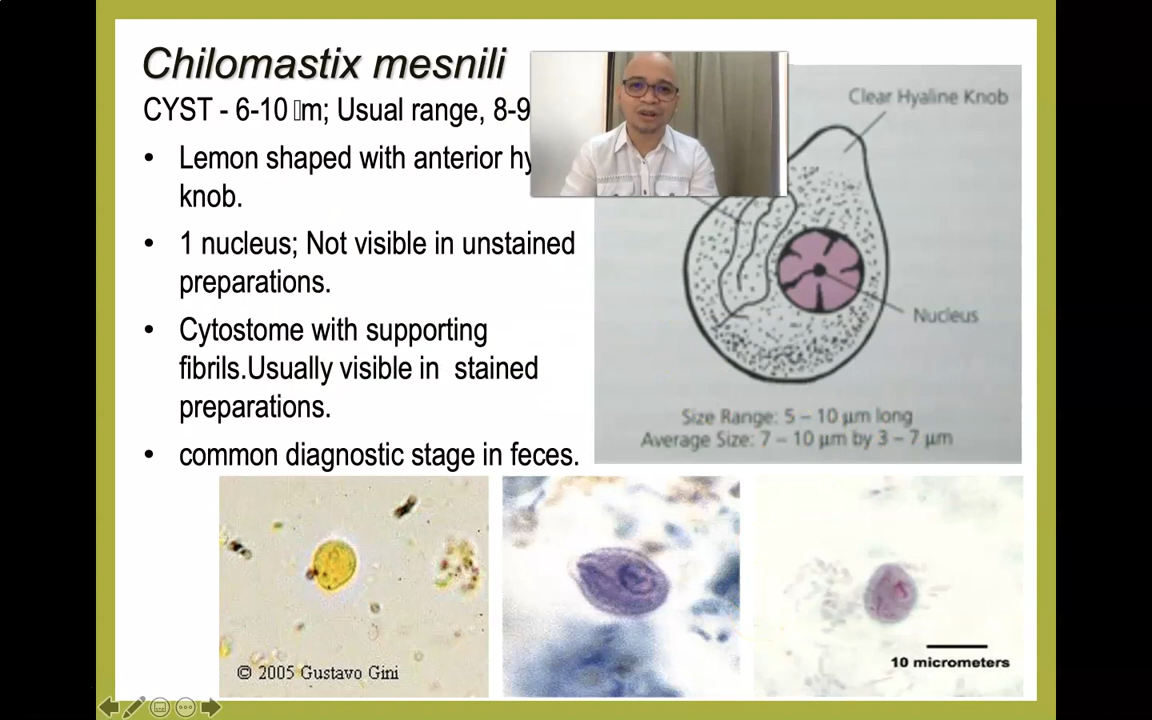 Chilomastix mesnili
CYST - 6-10 m; Usual range, 8-9
• Lemon shaped with anterior hy
knob.
• 1 nucleus; Not visible in unstained
preparations.
• Cytostome with supporting
fibrils.Usually visible in stained
preparations.
• common diagnostic stage in feces.
Clear Hyaline Knob
Nucleus
Size Range: 5 – 10 µm long
Average Size: 7 – 10 µm by 3 – 7 µm
© 2005 Gustavo Gini
10 micrometers